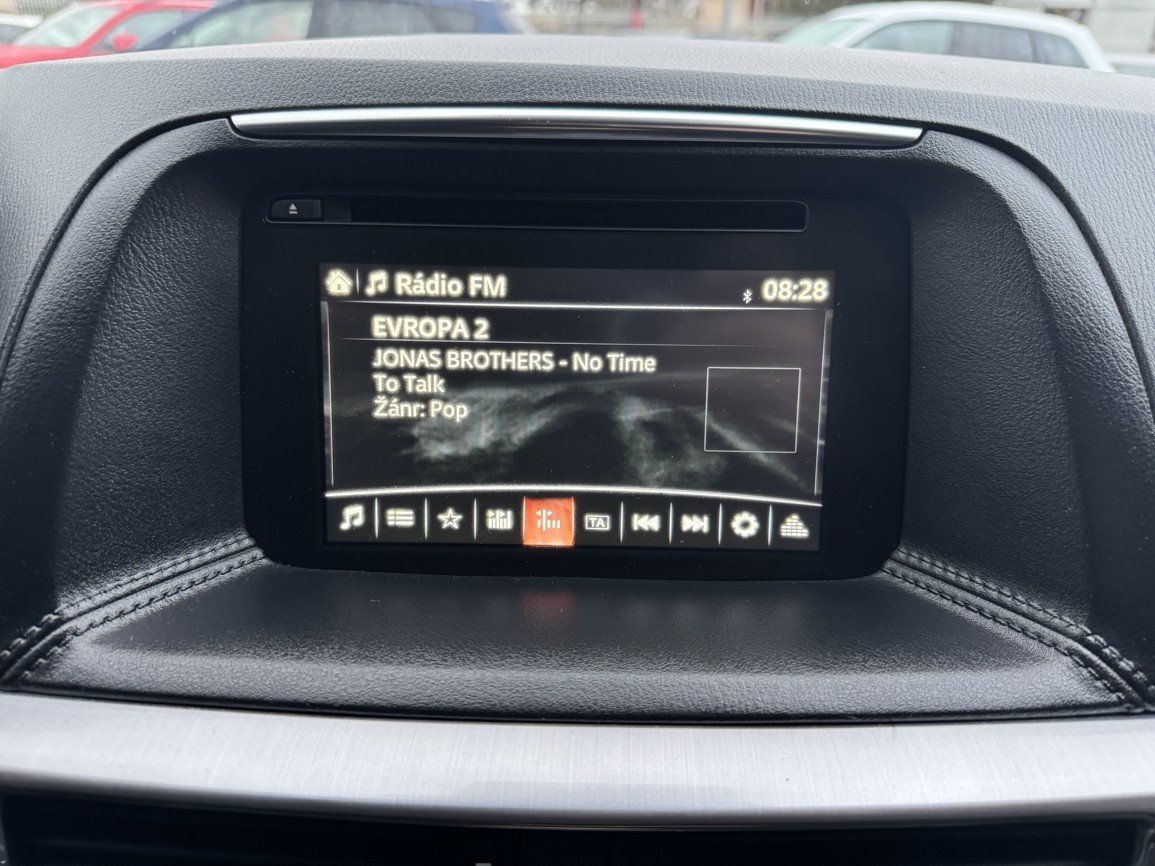 Rádio FM
08:28
EVROPA 2
JONAS BROTHERS - No Time
To Talk
Žánr: Pop
TA